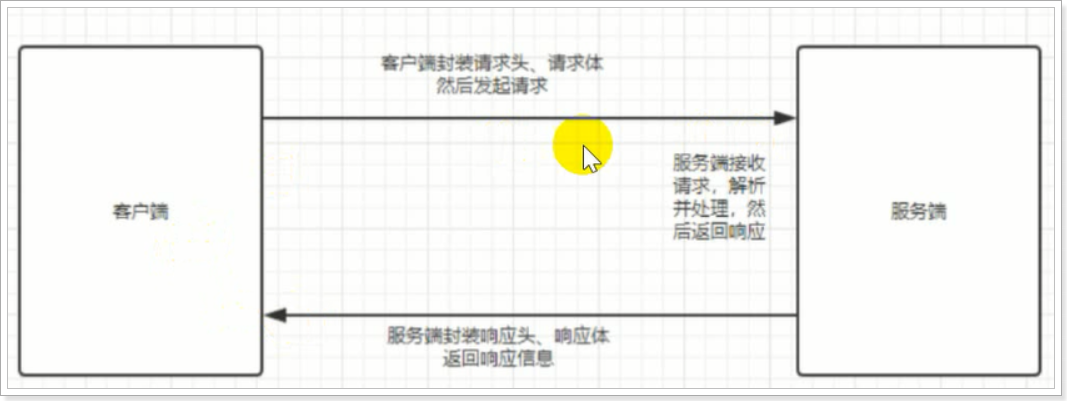 客户端封装请求头、请求体
然后发起请求
服务端接收
请求，解析
并处理，然
后返回响应
客户端
服务端
服务端封装响应头、响应体
返回响应信息